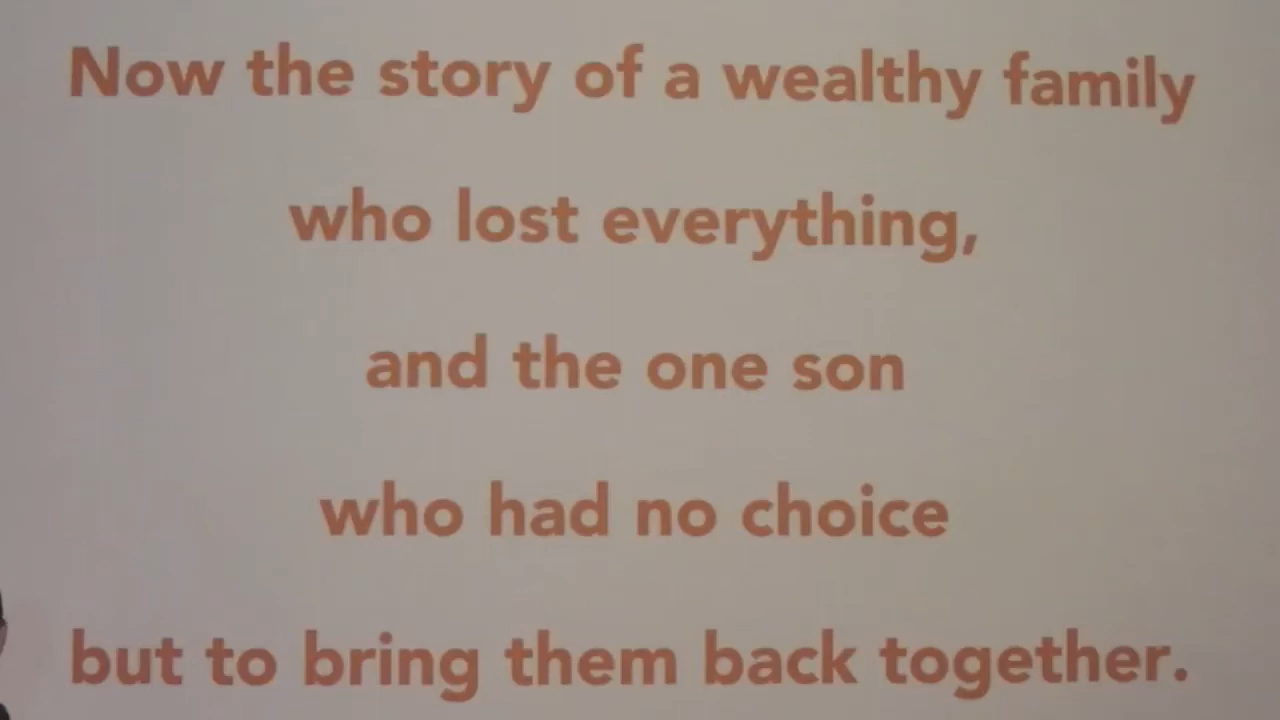 Now the story of a wealthy family
who lost everything,
and the one son
who had no choice
but to bring them back together.